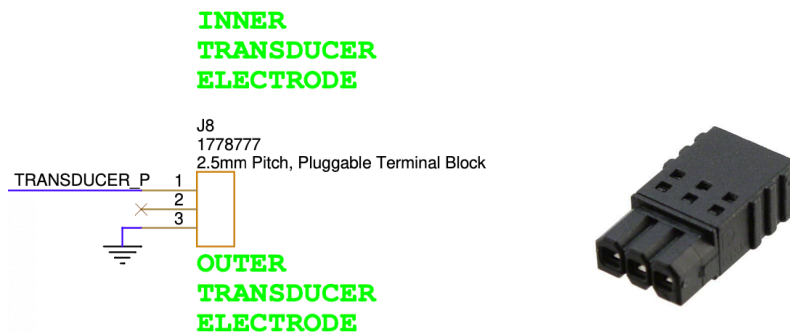 INNER
TRANSDUCER
ELECTRODE
J8
1778777
2.5mm Pitch, Pluggable Terminal Block
TRANSDUCER_P
1
2
3
OUTER
TRANSDUCER
ELECTRODE